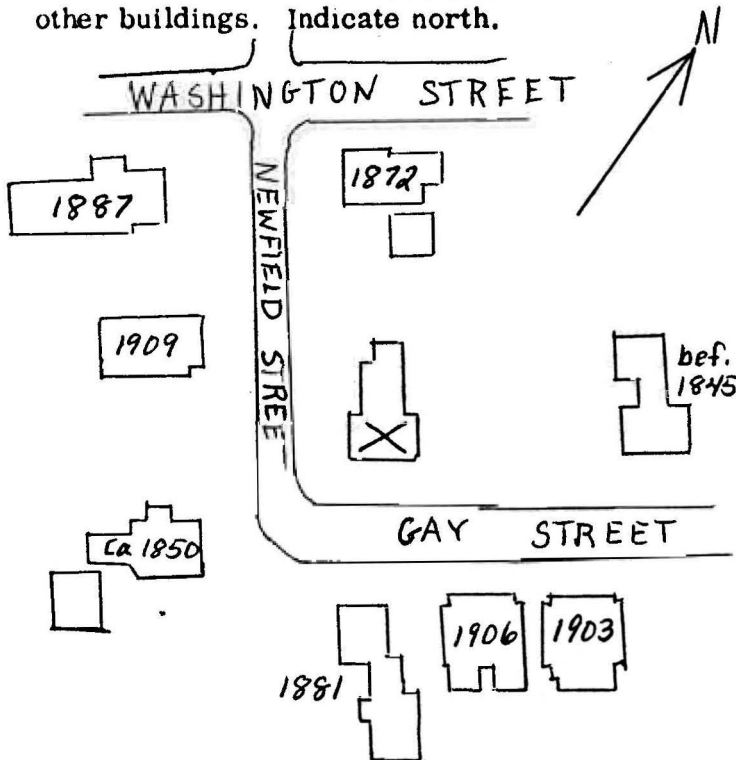 other buildings. Indicate north.
N
WASHINGTON STREET
1872
1887
NEWFIELD STREE
1909
bef.
1845
X
GAY STREET
Ca 1850
1906
1903
1881